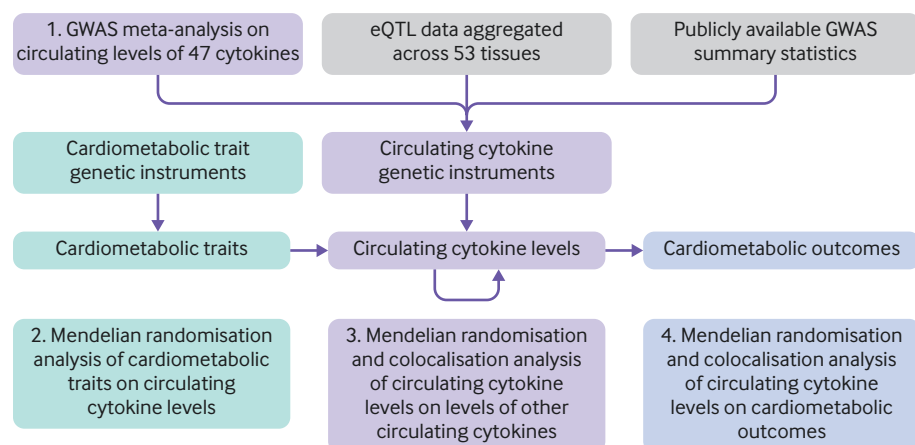 1. GWAS meta-analysis on
circulating levels of 47 cytokines
eQTL data aggregated
across 53 tissues
Publicly available GWAS
summary statistics
Cardiometabolic trait
genetic instruments
Circulating cytokine
genetic instruments
Cardiometabolic traits
Circulating cytokine levels
Cardiometabolic outcomes
2. Mendelian randomisation
analysis of cardiometabolic
traits on circulating
cytokine levels
3. Mendelian randomisation
and colocalisation analysis
of circulating cytokine
levels on levels of other
circulating cytokines
4. Mendelian randomisation
and colocalisation analysis
of circulating cytokine
levels on cardiometabolic
outcomes